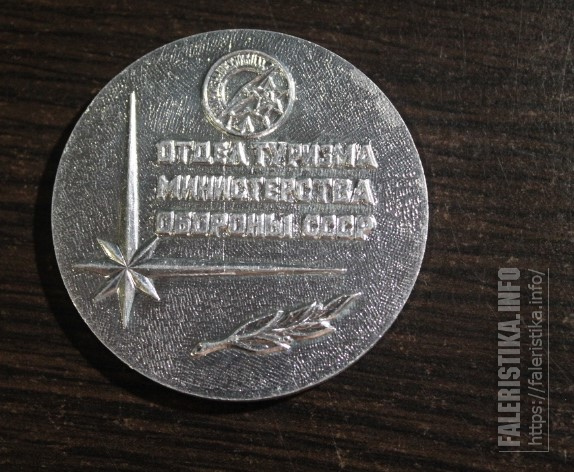 ОТДЕЛ ТУРИЗМА
МИНИСТЕРСТВА
ОБОРОНЫ СССР
FALERISTIKA.INFO
https://faleristika.info/